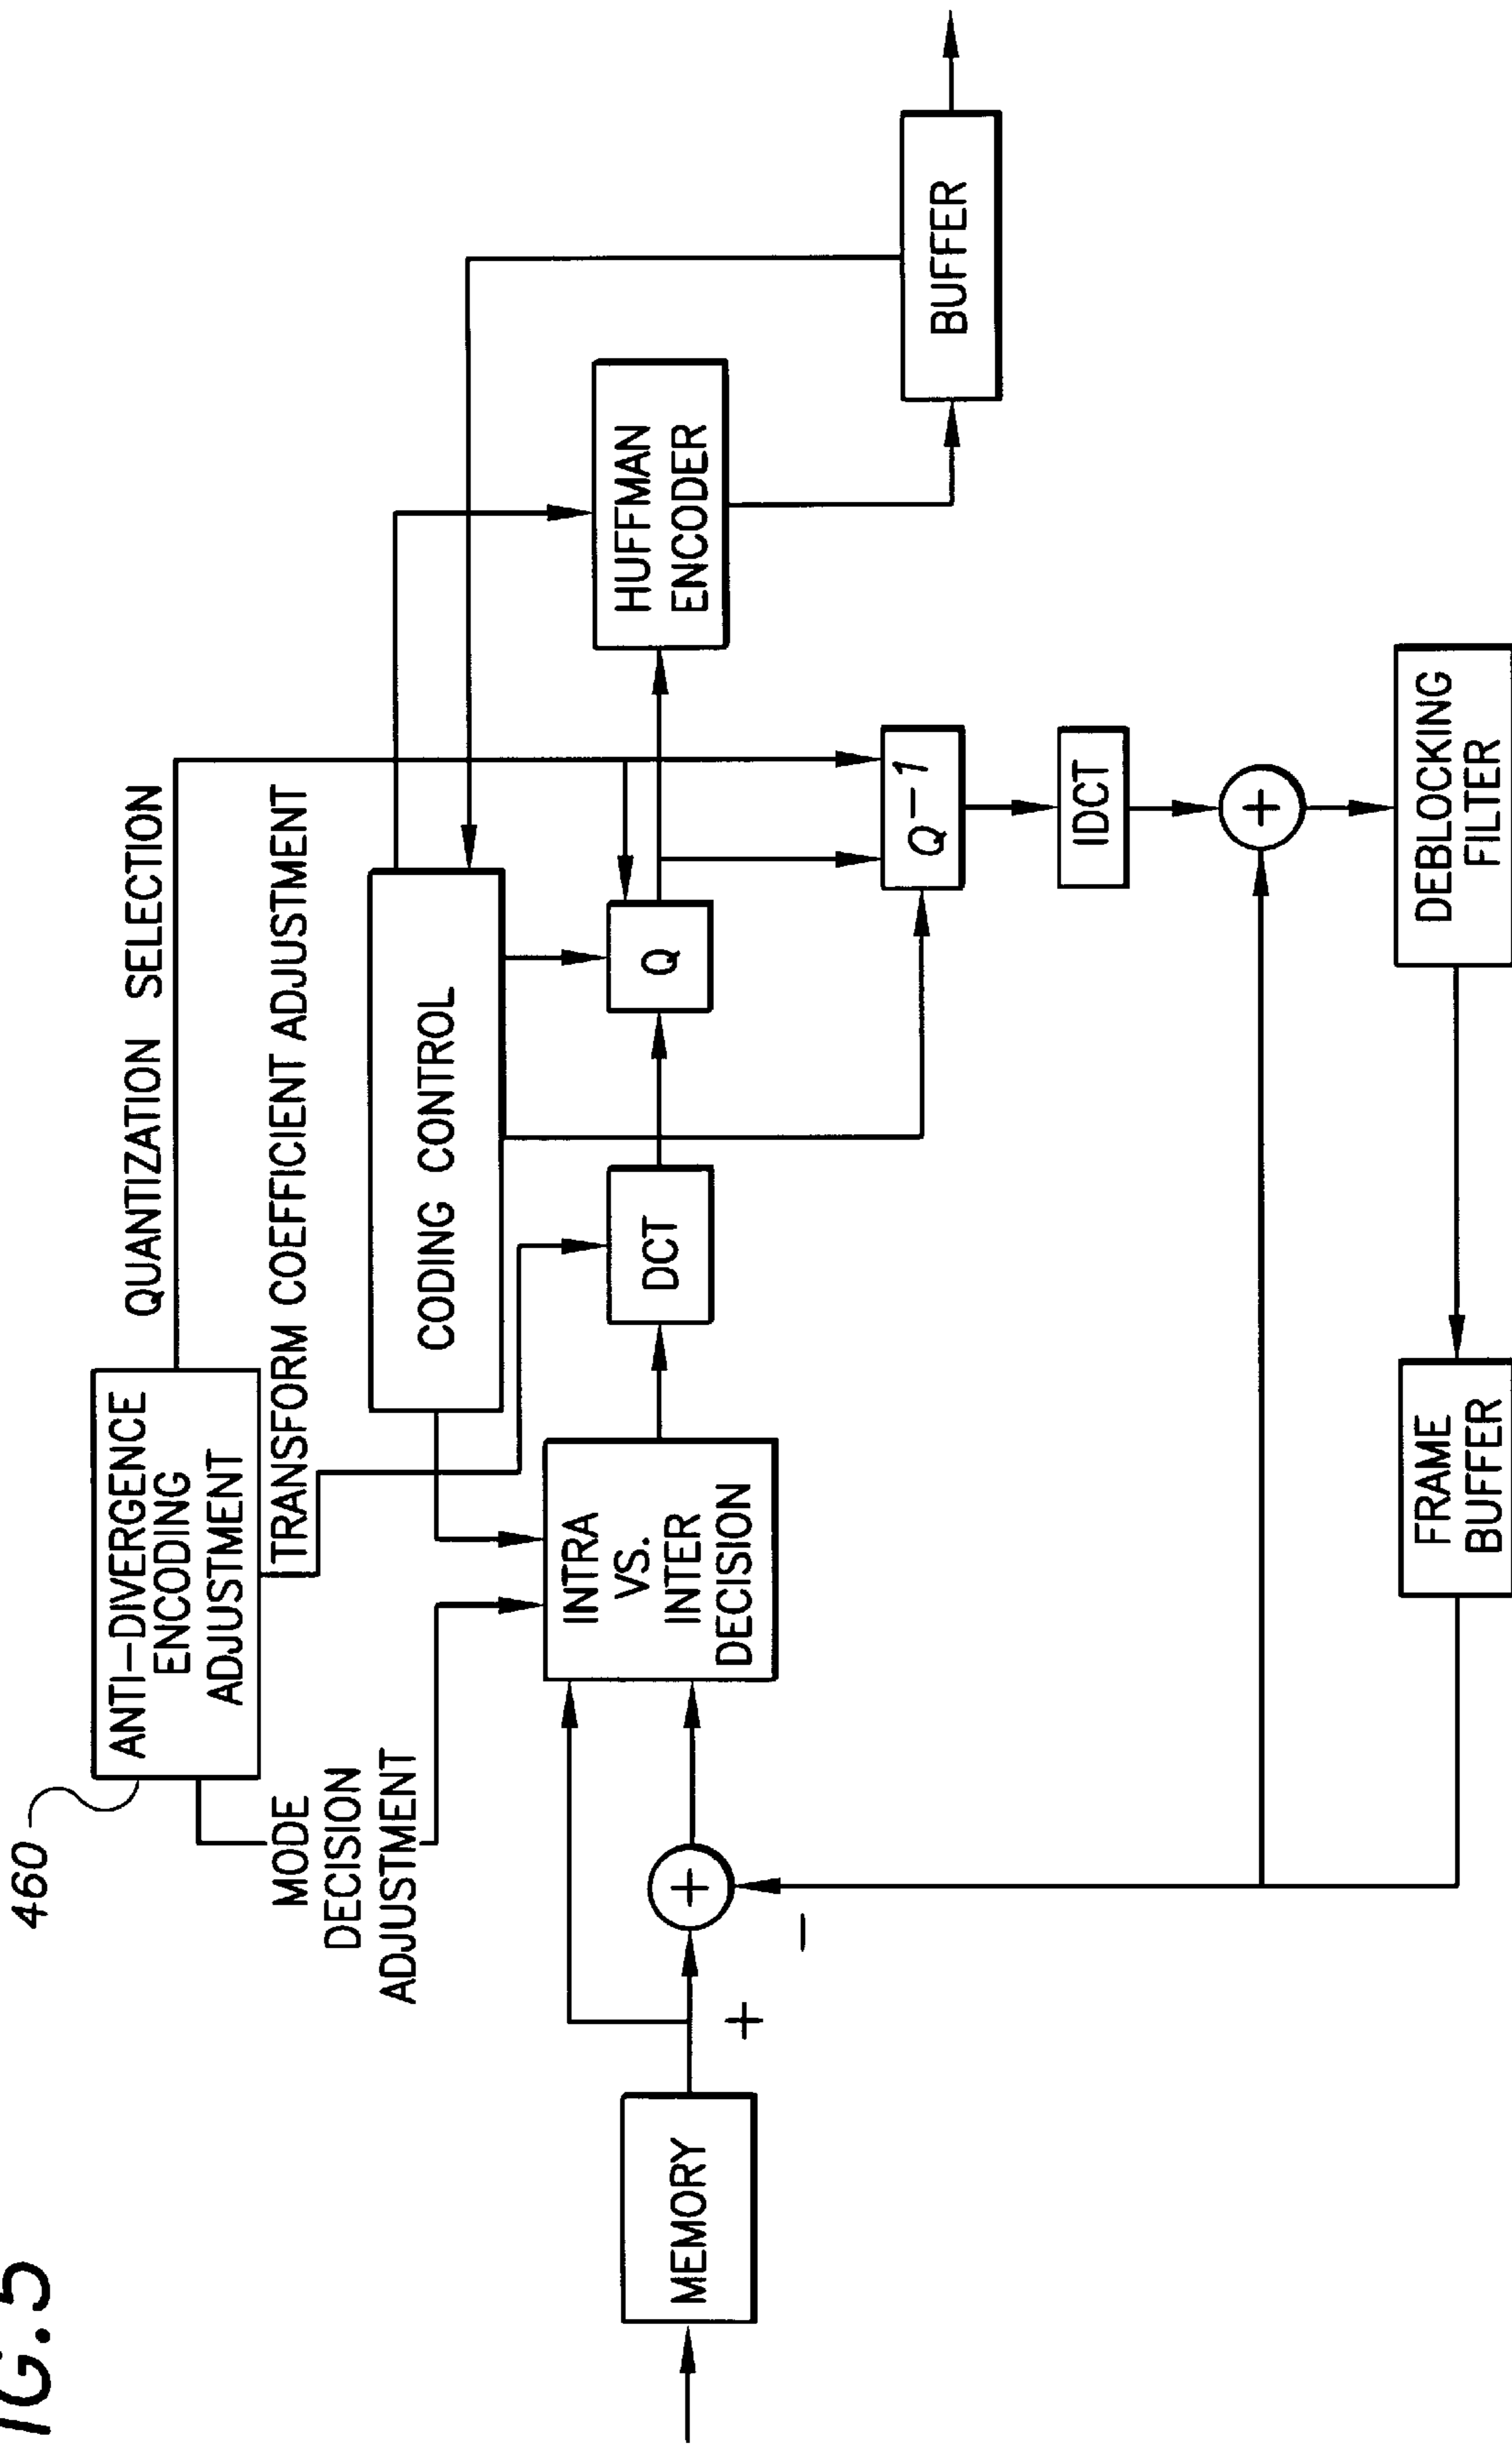 IG.5
460
ANTI-DIVERGENCE
ENCODING
ADJUSTMENT
QUANTIZATION SELECTION
TRANSFORM COEFFICIENT ADJUSTMENT
MODE
DECISION
ADJUSTMENT
CODING CONTROL
MEMORY
+
+
−
INTRA
VS.
INTER
DECISION
DCT
Q
HUFFMAN
ENCODER
BUFFER
Q−1
IDCT
+
DEBLOCKING
FILTER
FRAME
BUFFER